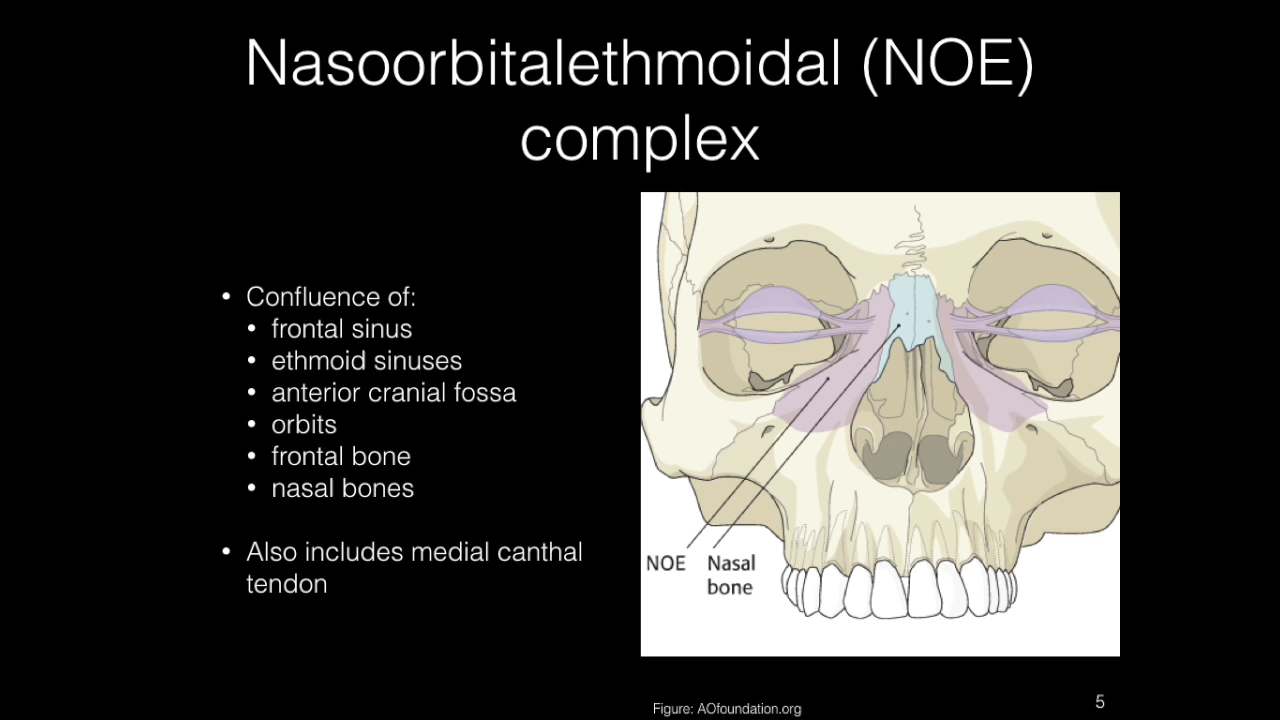 Nasoorbitalethmoidal (NOE)
complex
• Confluence of:
• frontal sinus
• ethmoid sinuses
• anterior cranial fossa
• orbits
• frontal bone
• nasal bones
• Also includes medial canthal
tendon
NOE Nasal
bone
Figure: AOfoundation.org
5